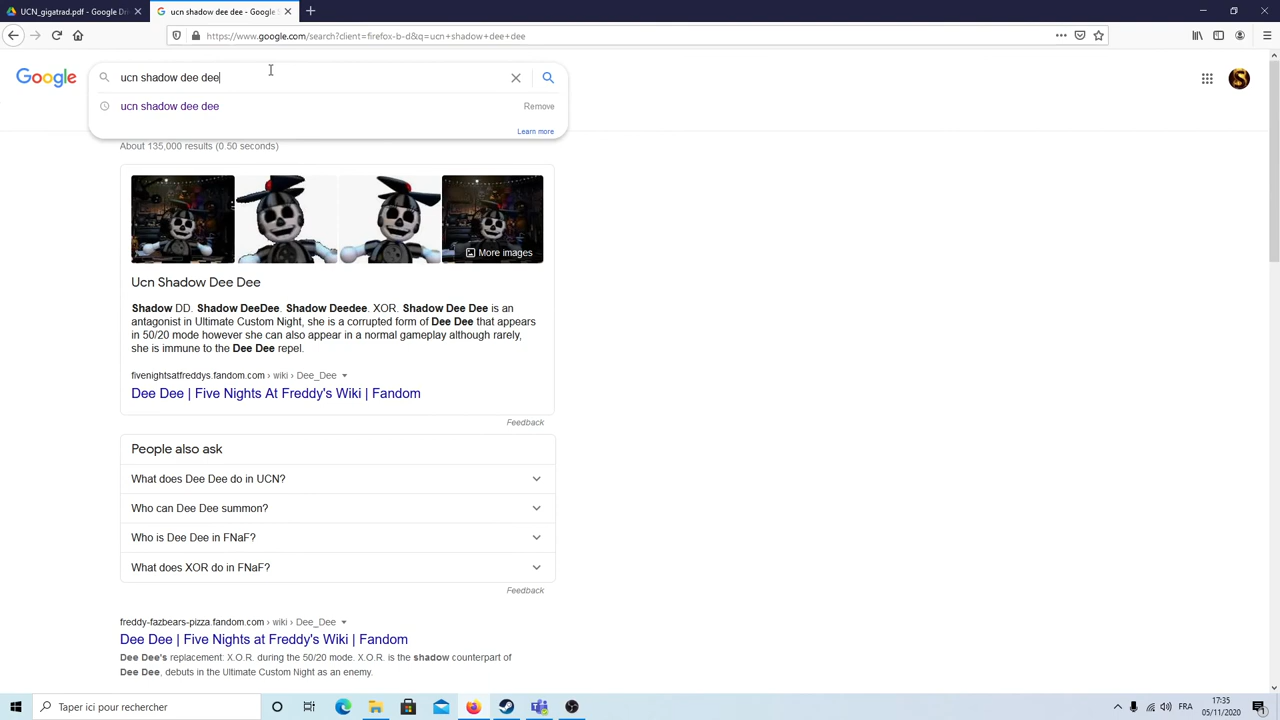 UCN_gigatrad.pdf - Google Dr
ucn shadow dee dee - Google S
https://www.google.com/search?client=firefox-b-d&q=ucn+shadow+dee+dee
Google
ucn shadow dee dee
ucn shadow dee dee
Remove
Learn more
About 135,000 results (0.50 seconds)
More images
Ucn Shadow Dee Dee
Shadow DD. Shadow DeeDee. Shadow Deedee. XOR. Shadow Dee Dee is an
antagonist in Ultimate Custom Night, she is a corrupted form of Dee Dee that appears
in 50/20 mode however she can also appear in a normal gameplay although rarely,
she is immune to the Dee Dee repel.
fivenightsatfreddys.fandom.com › wiki › Dee_Dee
Dee Dee | Five Nights At Freddy's Wiki | Fandom
Feedback
People also ask
What does Dee Dee do in UCN?
Who can Dee Dee summon?
Who is Dee Dee in FNaF?
What does XOR do in FNaF?
Feedback
freddy-fazbears-pizza.fandom.com › wiki › Dee_Dee
Dee Dee | Five Nights at Freddy's Wiki | Fandom
Dee Dee's replacement: X.O.R. during the 50/20 mode. X.O.R. is the shadow counterpart of
Dee Dee, debuts in the Ultimate Custom Night as an enemy.
Taper ici pour rechercher
FRA
17:35
05/11/2020